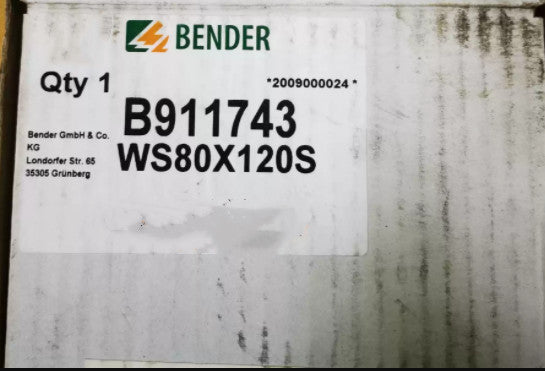 BENDER
Qty 1
*2009000024*
B911743
Bender GmbH & Co.
KG
Londorfer Str. 65
35305 Grünberg
WS80X120S